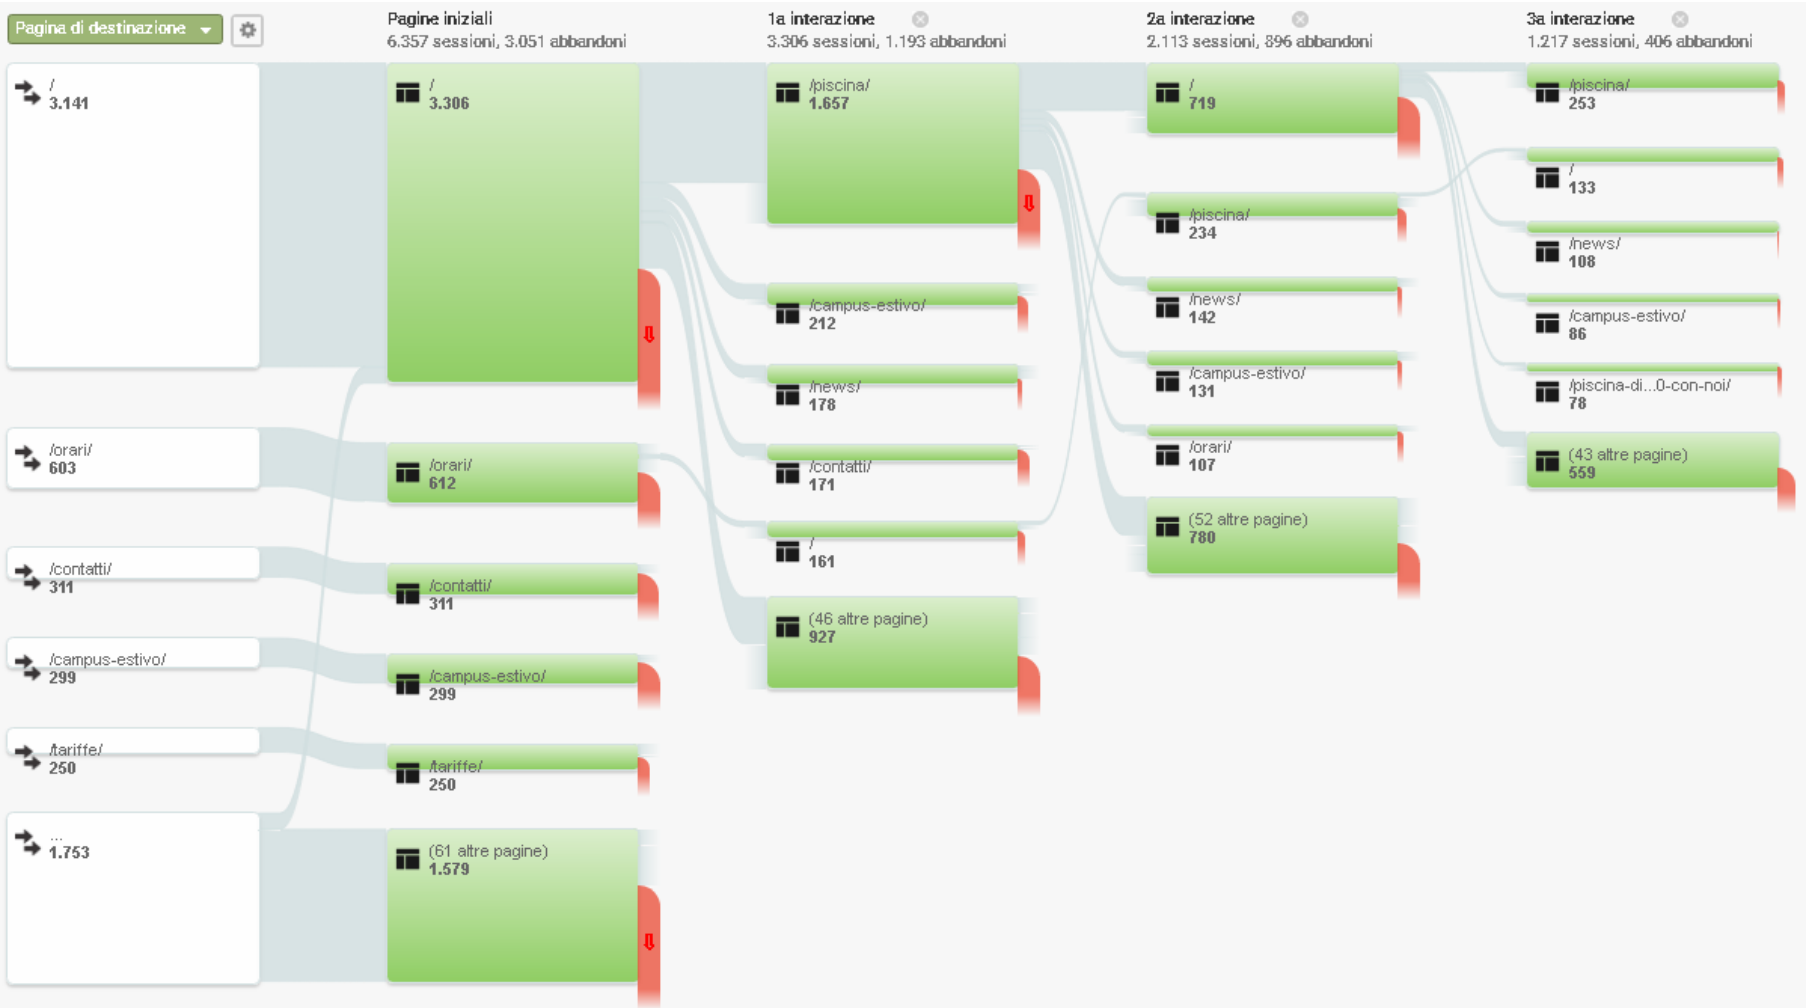 Pagina di destinazione
Pagine iniziali
6.357 sessioni, 3.051 abbandoni
1a interazione
3.306 sessioni, 1.193 abbandoni
2a interazione
2.113 sessioni, 896 abbandoni
3a interazione
1.217 sessioni, 406 abbandoni
/
3.141
/orari/
603
/contatti/
311
/campus-estivo/
299
/tariffe/
250
...
1.753
/
3.306
/orari/
612
/contatti/
311
/campus-estivo/
299
/tariffe/
250
(61 altre pagine)
1.579
/piscina/
1.657
/campus-estivo/
212
/news/
178
/contatti/
171
/
161
(46 altre pagine)
927
/
719
/piscina/
234
/news/
142
/campus-estivo/
131
/orari/
107
(52 altre pagine)
780
/piscina/
253
/
133
/news/
108
/campus-estivo/
86
/piscina-di...0-con-noi/
78
(43 altre pagine)
559